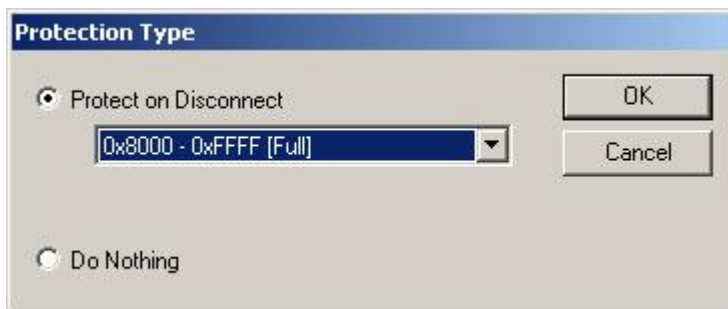 Protection Type
Protect on Disconnect
OK
0x8000 - 0xFFFF [Full]
Cancel
Do Nothing